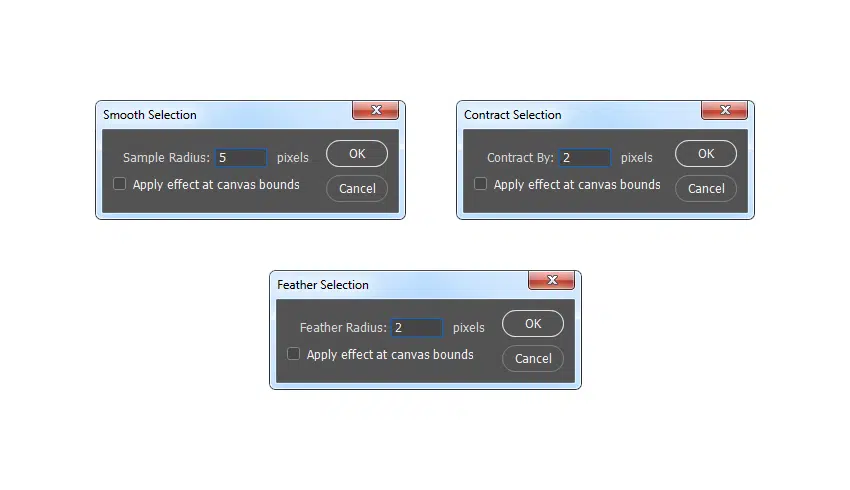 Smooth Selection
Sample Radius: 5 pixels
OK
Apply effect at canvas bounds
Cancel
Contract Selection
Contract By: 2 pixels
OK
Apply effect at canvas bounds
Cancel
Feather Selection
Feather Radius: 2 pixels
OK
Apply effect at canvas bounds
Cancel